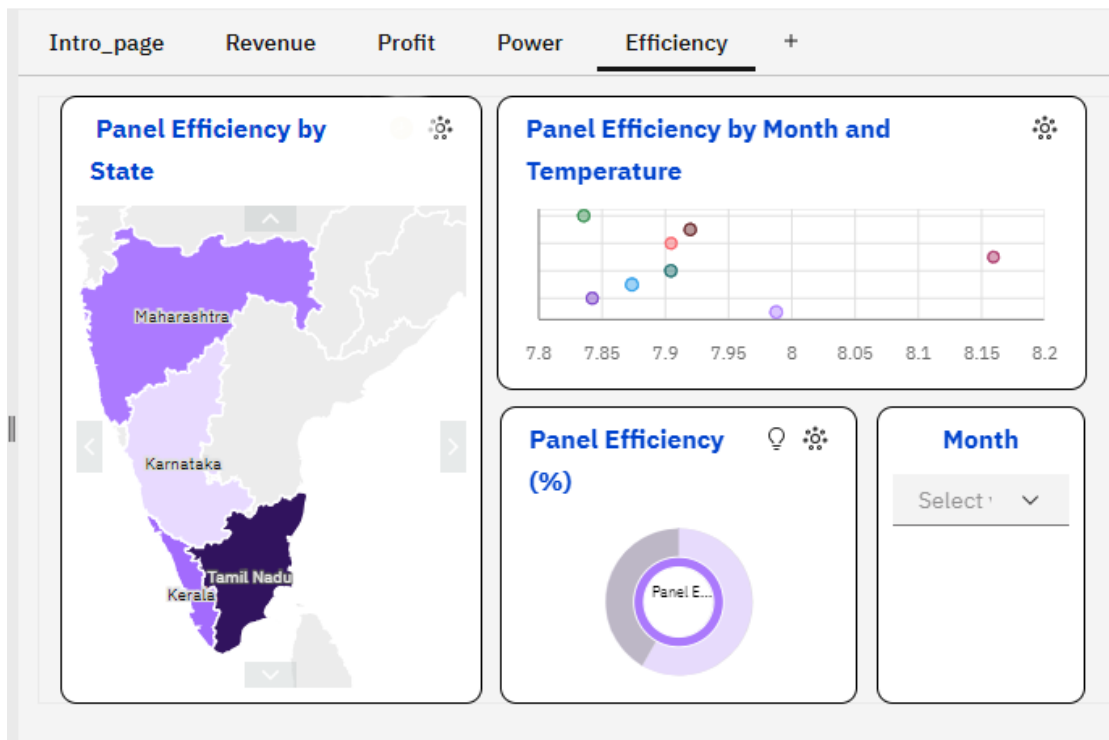 Intro_page Revenue Profit Power Efficiency +
Panel Efficiency by
State
Maharashtra
Karnataka
Tamil Nadu
Kerala
Panel Efficiency by Month and
Temperature
7.8 7.85 7.9 7.95 8 8.05 8.1 8.15 8.2
Panel Efficiency
(%)
Panel E...
Month
Select